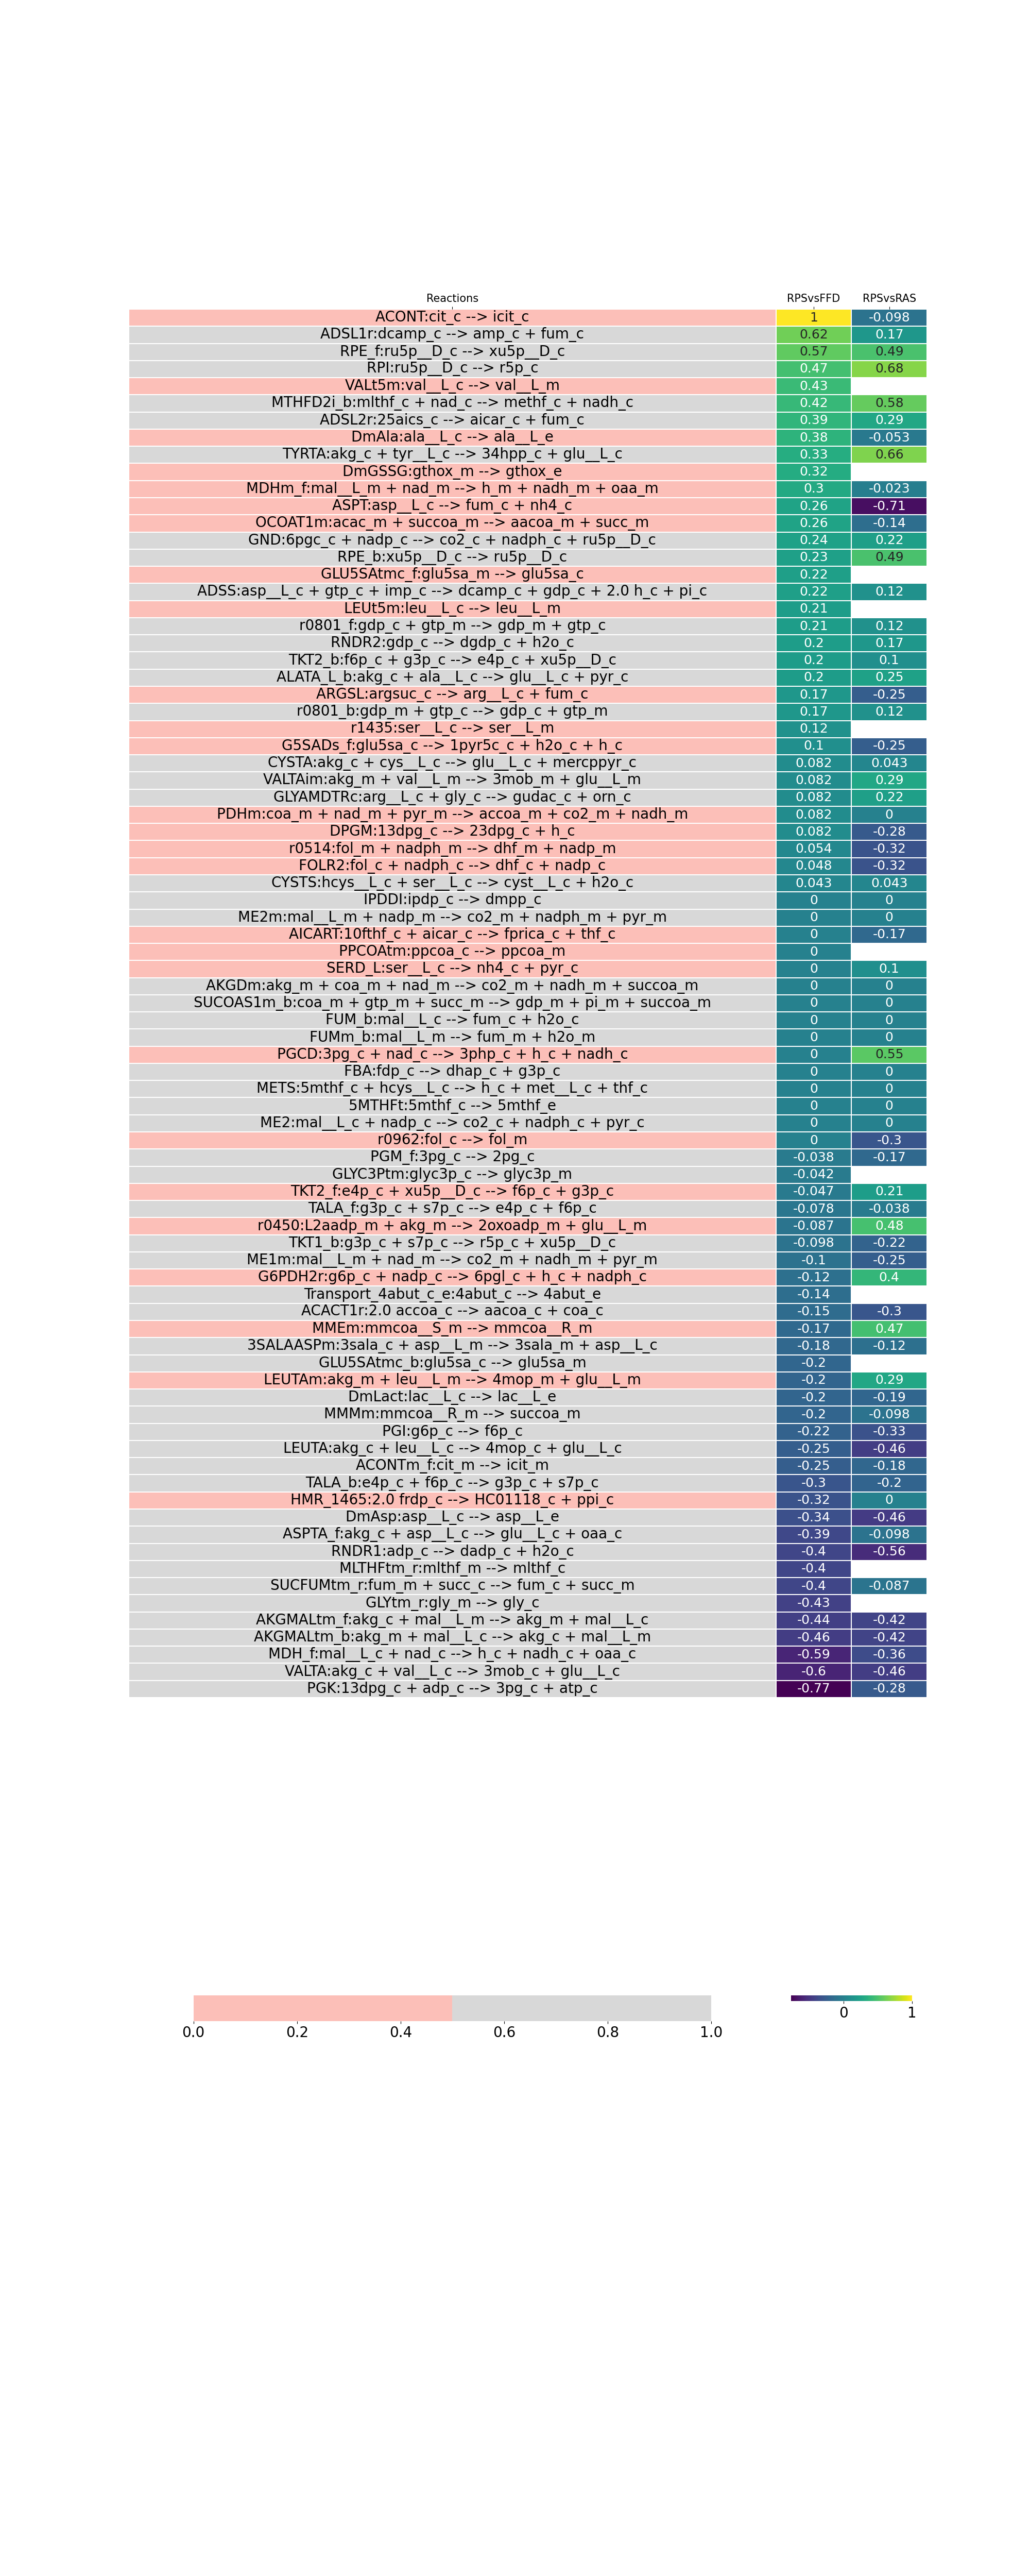 Reactions RPSvsFFD RPSvsRAS
ACONT:cit_c --> icit_c 1 -0.098
ADSL1r:dcamp_c --> amp_c + fum_c 0.62 0.17
RPE_f:ru5p__D_c --> xu5p__D_c 0.57 0.49
RPI:ru5p__D_c --> r5p_c 0.47 0.68
VALt5m:val__L_c --> val__L_m 0.43
MTHFD2i_b:mlthf_c + nad_c --> methf_c + nadh_c 0.42 0.58
ADSL2r:25aics_c --> aicar_c + fum_c 0.39 0.29
DmAla:ala__L_c --> ala__L_e 0.38 -0.053
TYRTA:akg_c + tyr__L_c --> 34hpp_c + glu__L_c 0.33 0.66
DmGSSG:gthox_m --> gthox_e 0.32
MDHm_f:mal__L_m + nad_m --> h_m + nadh_m + oaa_m 0.3 -0.023
ASPT:asp__L_c --> fum_c + nh4_c 0.26 -0.71
OCOAT1m:acac_m + succoa_m --> aacoa_m + succ_m 0.26 -0.14
GND:6pgc_c + nadp_c --> co2_c + nadph_c + ru5p__D_c 0.24 0.22
RPE_b:xu5p__D_c --> ru5p__D_c 0.23 0.49
GLU5SAtmc_f:glu5sa_m --> glu5sa_c 0.22
ADSS:asp__L_c + gtp_c + imp_c --> dcamp_c + gdp_c + 2.0 h_c + pi_c 0.22 0.12
LEUt5m:leu__L_c --> leu__L_m 0.21
r0801_f:gdp_c + gtp_m --> gdp_m + gtp_c 0.21 0.12
RNDR2:gdp_c --> dgdp_c + h2o_c 0.2 0.17
TKT2_b:f6p_c + g3p_c --> e4p_c + xu5p__D_c 0.2 0.1
ALATA_L_b:akg_c + ala__L_c --> glu__L_c + pyr_c 0.2 0.25
ARGSL:argsuc_c --> arg__L_c + fum_c 0.17 -0.25
r0801_b:gdp_m + gtp_c --> gdp_c + gtp_m 0.17 0.12
r1435:ser__L_c --> ser__L_m 0.12
G5SADs_f:glu5sa_c --> 1pyr5c_c + h2o_c + h_c 0.1 -0.25
CYSTA:akg_c + cys__L_c --> glu__L_c + mercppyr_c 0.082 0.043
VALTAim:akg_m + val__L_m --> 3mob_m + glu__L_m 0.082 0.29
GLYAMDTRc:arg__L_c + gly_c --> gudac_c + orn_c 0.082 0.22
PDHm:coa_m + nad_m + pyr_m --> accoa_m + co2_m + nadh_m 0.082 0
DPGM:13dpg_c --> 23dpg_c + h_c 0.082 -0.28
r0514:fol_m + nadph_m --> dhf_m + nadp_m 0.054 -0.32
FOLR2:fol_c + nadph_c --> dhf_c + nadp_c 0.048 -0.32
CYSTS:hcys__L_c + ser__L_c --> cyst__L_c + h2o_c 0.043 0.043
IPDDI:ipdp_c --> dmpp_c 0 0
ME2m:mal__L_m + nadp_m --> co2_m + nadph_m + pyr_m 0 0
AICART:10fthf_c + aicar_c --> fprica_c + thf_c 0 -0.17
PPCOAtm:ppcoa_c --> ppcoa_m 0
SERD_L:ser__L_c --> nh4_c + pyr_c 0 0.1
AKGDm:akg_m + coa_m + nad_m --> co2_m + nadh_m + succoa_m 0 0
SUCOAS1m_b:coa_m + gtp_m + succ_m --> gdp_m + pi_m + succoa_m 0 0
FUM_b:mal__L_c --> fum_c + h2o_c 0 0
FUMm_b:mal__L_m --> fum_m + h2o_m 0 0
PGCD:3pg_c + nad_c --> 3php_c + h_c + nadh_c 0 0.55
FBA:fdp_c --> dhap_c + g3p_c 0 0
METS:5mthf_c + hcys__L_c --> h_c + met__L_c + thf_c 0 0
5MTHFt:5mthf_c --> 5mthf_e 0 0
ME2:mal__L_c + nadp_c --> co2_c + nadph_c + pyr_c 0 0
r0962:fol_c --> fol_m 0 -0.3
PGM_f:3pg_c --> 2pg_c -0.038 -0.17
GLYC3Ptm:glyc3p_c --> glyc3p_m -0.042
TKT2_f:e4p_c + xu5p__D_c --> f6p_c + g3p_c -0.047 0.21
TALA_f:g3p_c + s7p_c --> e4p_c + f6p_c -0.078 -0.038
r0450:L2aadp_m + akg_m --> 2oxoadp_m + glu__L_m -0.087 0.48
TKT1_b:g3p_c + s7p_c --> r5p_c + xu5p__D_c -0.098 -0.22
ME1m:mal__L_m + nad_m --> co2_m + nadh_m + pyr_m -0.1 -0.25
G6PDH2r:g6p_c + nadp_c --> 6pgl_c + h_c + nadph_c -0.12 0.4
Transport_4abut_c_e:4abut_c --> 4abut_e -0.14
ACACT1r:2.0 accoa_c --> aacoa_c + coa_c -0.15 -0.3
MMEm:mmcoa__S_m --> mmcoa__R_m -0.17 0.47
3SALAASPm:3sala_c + asp__L_m --> 3sala_m + asp__L_c -0.18 -0.12
GLU5SAtmc_b:glu5sa_c --> glu5sa_m -0.2
LEUTAm:akg_m + leu__L_m --> 4mop_m + glu__L_m -0.2 0.29
DmLact:lac__L_c --> lac__L_e -0.2 -0.19
MMMm:mmcoa__R_m --> succoa_m -0.2 -0.098
PGI:g6p_c --> f6p_c -0.22 -0.33
LEUTA:akg_c + leu__L_c --> 4mop_c + glu__L_c -0.25 -0.46
ACONTm_f:cit_m --> icit_m -0.25 -0.18
TALA_b:e4p_c + f6p_c --> g3p_c + s7p_c -0.3 -0.2
HMR_1465:2.0 frdp_c --> HC01118_c + ppi_c -0.32 0
DmAsp:asp__L_c --> asp__L_e -0.34 -0.46
ASPTA_f:akg_c + asp__L_c --> glu__L_c + oaa_c -0.39 -0.098
RNDR1:adp_c --> dadp_c + h2o_c -0.4 -0.56
MLTHFtm_r:mlthf_m --> mlthf_c -0.4
SUCFUMtm_r:fum_m + succ_c --> fum_c + succ_m -0.4 -0.087
GLYtm_r:gly_m --> gly_c -0.43
AKGMALtm_f:akg_c + mal__L_m --> akg_m + mal__L_c -0.44 -0.42
AKGMALtm_b:akg_m + mal__L_c --> akg_c + mal__L_m -0.46 -0.42
MDH_f:mal__L_c + nad_c --> h_c + nadh_c + oaa_c -0.59 -0.36
VALTA:akg_c + val__L_c --> 3mob_c + glu__L_c -0.6 -0.46
PGK:13dpg_c + adp_c --> 3pg_c + atp_c -0.77 -0.28
0 1
0.0 0.2 0.4 0.6 0.8 1.0